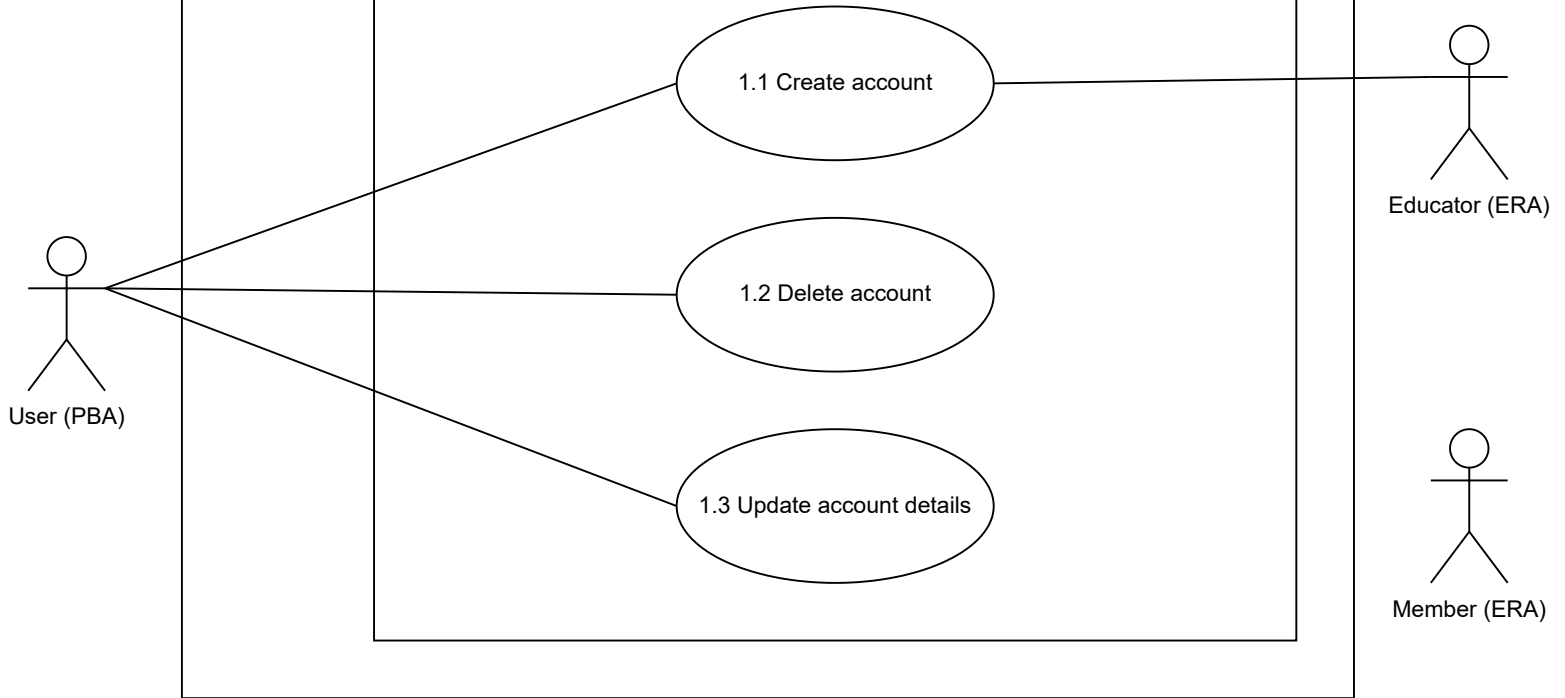 1.1 Create account
Educator (ERA)
1.2 Delete account
User (PBA)
1.3 Update account details
Member (ERA)